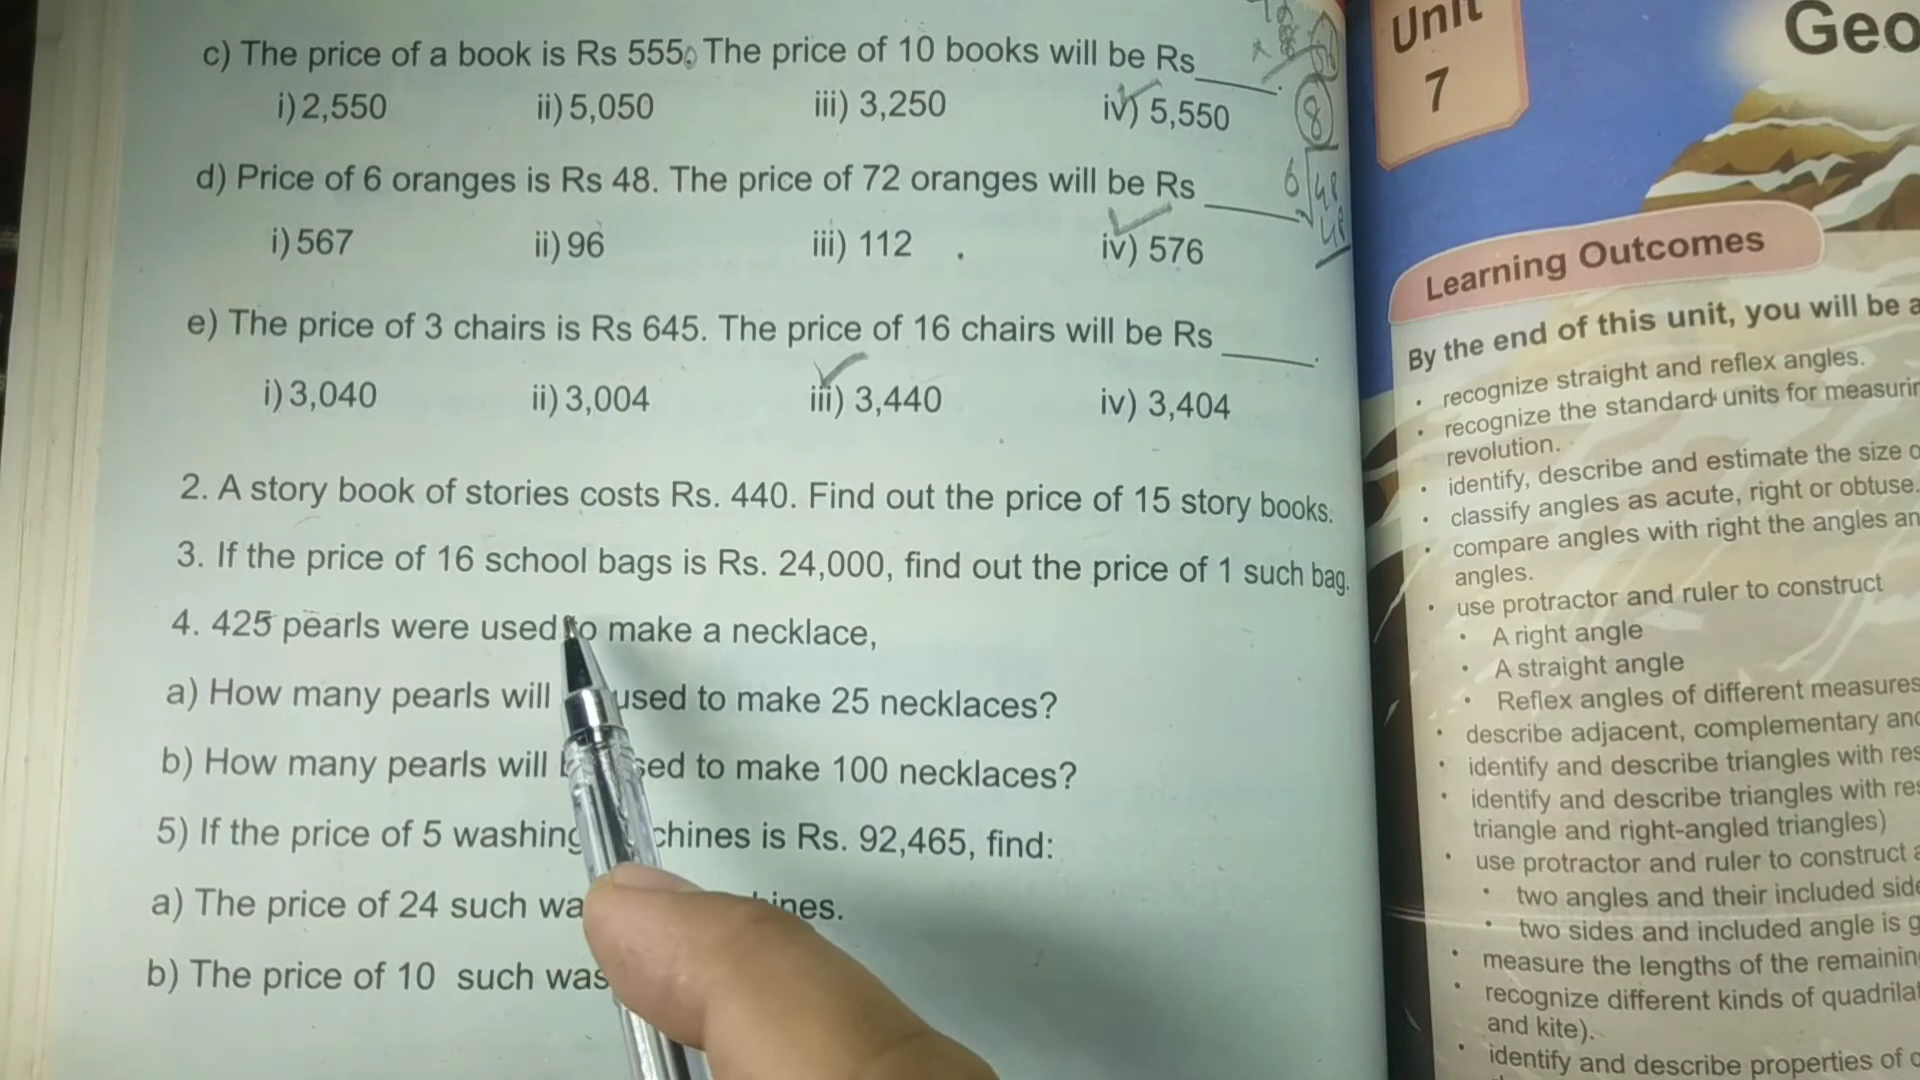 c) The price of a book is Rs 555. The price of 10 books will be Rs ____.
i) 2,550 ii) 5,050 iii) 3,250 iv) 5,550
8
d) Price of 6 oranges is Rs 48. The price of 72 oranges will be Rs ____
6 48
48
i) 567 ii) 96 iii) 112 iv) 576
e) The price of 3 chairs is Rs 645. The price of 16 chairs will be Rs ____.
i) 3,040 ii) 3,004 iii) 3,440 iv) 3,404
2. A story book of stories costs Rs. 440. Find out the price of 15 story books.
3. If the price of 16 school bags is Rs. 24,000, find out the price of 1 such bag.
4. 425 pearls were used to make a necklace,
a) How many pearls will used to make 25 necklaces?
b) How many pearls will to make 100 necklaces?
5) If the price of 5 washing is Rs. 92,465, find:
a) The price of 24 such
b) The price of 10 such
Unit
7
Geo
Learning Outcomes
By the end of this unit, you will be a
• recognize straight and reflex angles.
• recognize the standard units for measurin
revolution.
• identify, describe and estimate the size o
• classify angles as acute, right or obtuse.
• compare angles with right the angles an
angles.
• use protractor and ruler to construct
• A right angle
• A straight angle
• Reflex angles of different measures
• describe adjacent, complementary and
• identify and describe triangles with res
• identify and describe triangles with res
triangle and right-angled triangles)
• use protractor and ruler to construct a
• two angles and their included side
• two sides and included angle is g
• measure the lengths of the remaining
• recognize different kinds of quadrilat
and kite).
• identify and describe properties of